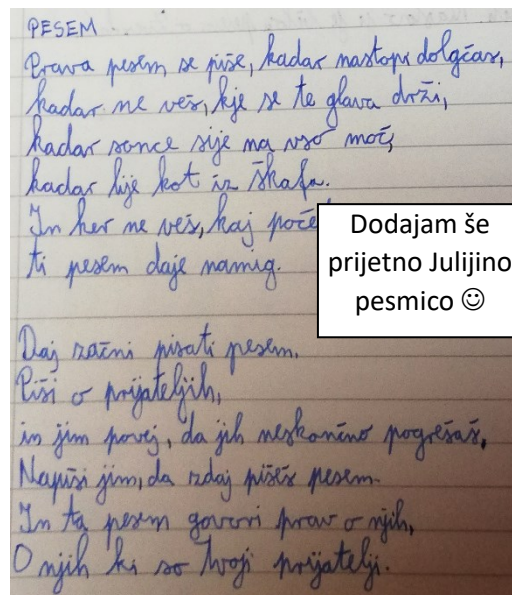 PESEM
Prava pesem se piše, kadar nastopi dolgčas,
kadar ne veš, kje se te glava drži,
kadar sonce sije na vso moč,
kadar lije kot iz škafa.
In ker ne veš, kaj
ti pesem daje namig.
Dodajam še
prijetno Julijino
pesmico ☺
Daj začni pisati pesem.
Piši o prijateljih,
in jim povej, da jih neskončno pogrešaš,
Napiši jim, da zdaj pišeš pesem.
In ta pesem govori prav o njih,
O njih ki so tvoji prijatelji.